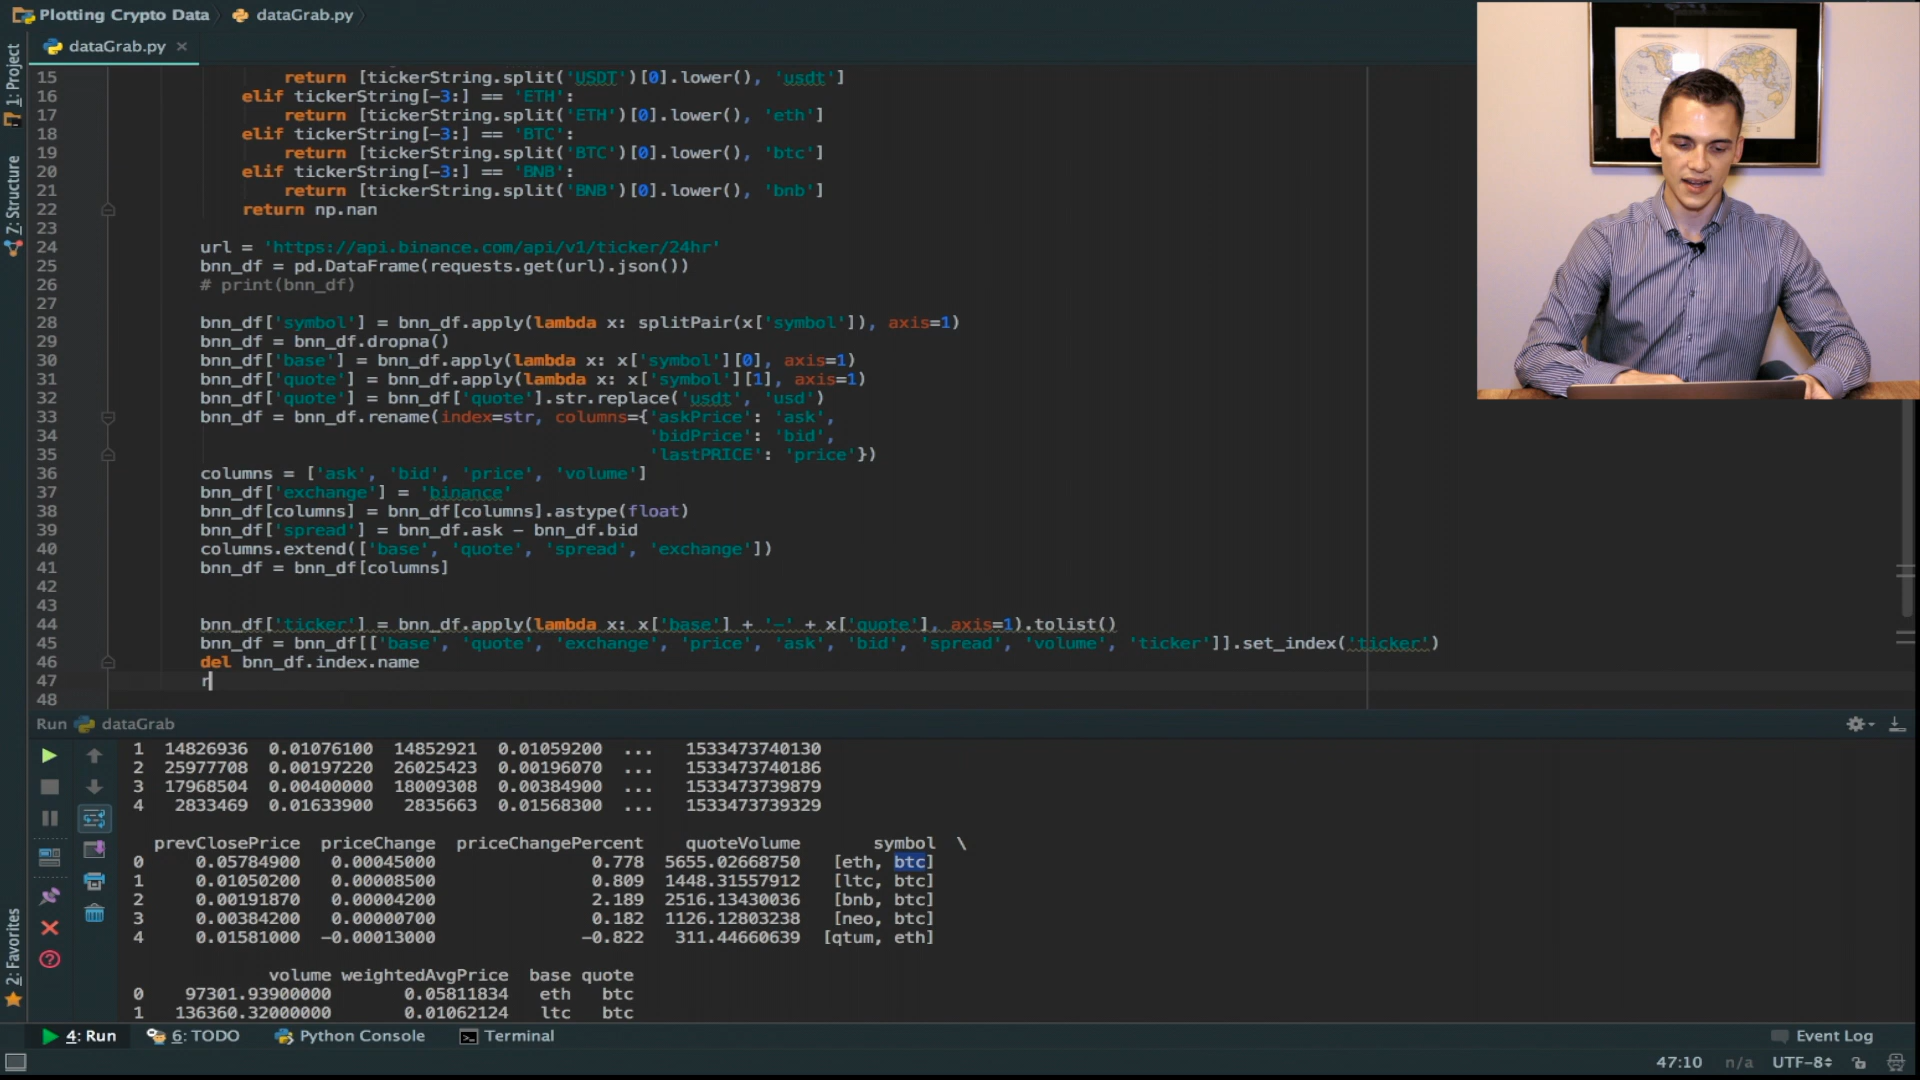 Plotting Crypto Data
dataGrab.py
dataGrab.py
1: Project
7: Structure
2: Favorites
15 return [tickerString.split('USDT')[0].lower(), 'usdt']
16 elif tickerString[-3:] == 'ETH':
17 return [tickerString.split('ETH')[0].lower(), 'eth']
18 elif tickerString[-3:] == 'BTC':
19 return [tickerString.split('BTC')[0].lower(), 'btc']
20 elif tickerString[-3:] == 'BNB':
21 return [tickerString.split('BNB')[0].lower(), 'bnb']
22 return np.nan
23
24 url = 'https://api.binance.com/api/v1/ticker/24hr'
25 bnn_df = pd.DataFrame(requests.get(url).json())
26 # print(bnn_df)
27
28 bnn_df['symbol'] = bnn_df.apply(lambda x: splitPair(x['symbol']), axis=1)
29 bnn_df = bnn_df.dropna()
30 bnn_df['base'] = bnn_df.apply(lambda x: x['symbol'][0], axis=1)
31 bnn_df['quote'] = bnn_df.apply(lambda x: x['symbol'][1], axis=1)
32 bnn_df['quote'] = bnn_df['quote'].str.replace('usdt', 'usd')
33 bnn_df = bnn_df.rename(index=str, columns={'askPrice': 'ask',
34 'bidPrice': 'bid',
35 'lastPRICE': 'price'})
36 columns = ['ask', 'bid', 'price', 'volume']
37 bnn_df['exchange'] = 'binance'
38 bnn_df[columns] = bnn_df[columns].astype(float)
39 bnn_df['spread'] = bnn_df.ask - bnn_df.bid
40 columns.extend(['base', 'quote', 'spread', 'exchange'])
41 bnn_df = bnn_df[columns]
42
43
44 bnn_df['ticker'] = bnn_df.apply(lambda x: x['base'] + '-' + x['quote'], axis=1).tolist()
45 bnn_df = bnn_df[['base', 'quote', 'exchange', 'price', 'ask', 'bid', 'spread', 'volume', 'ticker']].set_index('ticker')
46 del bnn_df.index.name
47 r
48
Run dataGrab
1 14826936 0.01076100 14852921 0.01059200 ... 1533473740130
2 25977708 0.00197220 26025423 0.00196070 ... 1533473740186
3 17968504 0.00400000 18009308 0.00384900 ... 1533473739879
4 2833469 0.01633900 2835663 0.01568300 ... 1533473739329
prevClosePrice priceChange priceChangePercent quoteVolume symbol \
0 0.05784900 0.00045000 0.778 5655.02668750 [eth, btc]
1 0.01050200 0.00008500 0.809 1448.31557912 [ltc, btc]
2 0.00191870 0.00004200 2.189 2516.13430036 [bnb, btc]
3 0.00384200 0.00000700 0.182 1126.12803238 [neo, btc]
4 0.01581000 -0.00013000 -0.822 311.44660639 [qtum, eth]
volume weightedAvgPrice base quote
0 97301.93900000 0.05811834 eth btc
1 136360.32000000 0.01062124 ltc btc
4: Run 6: TODO Python Console Terminal Event Log
47:10 n/a UTF-8